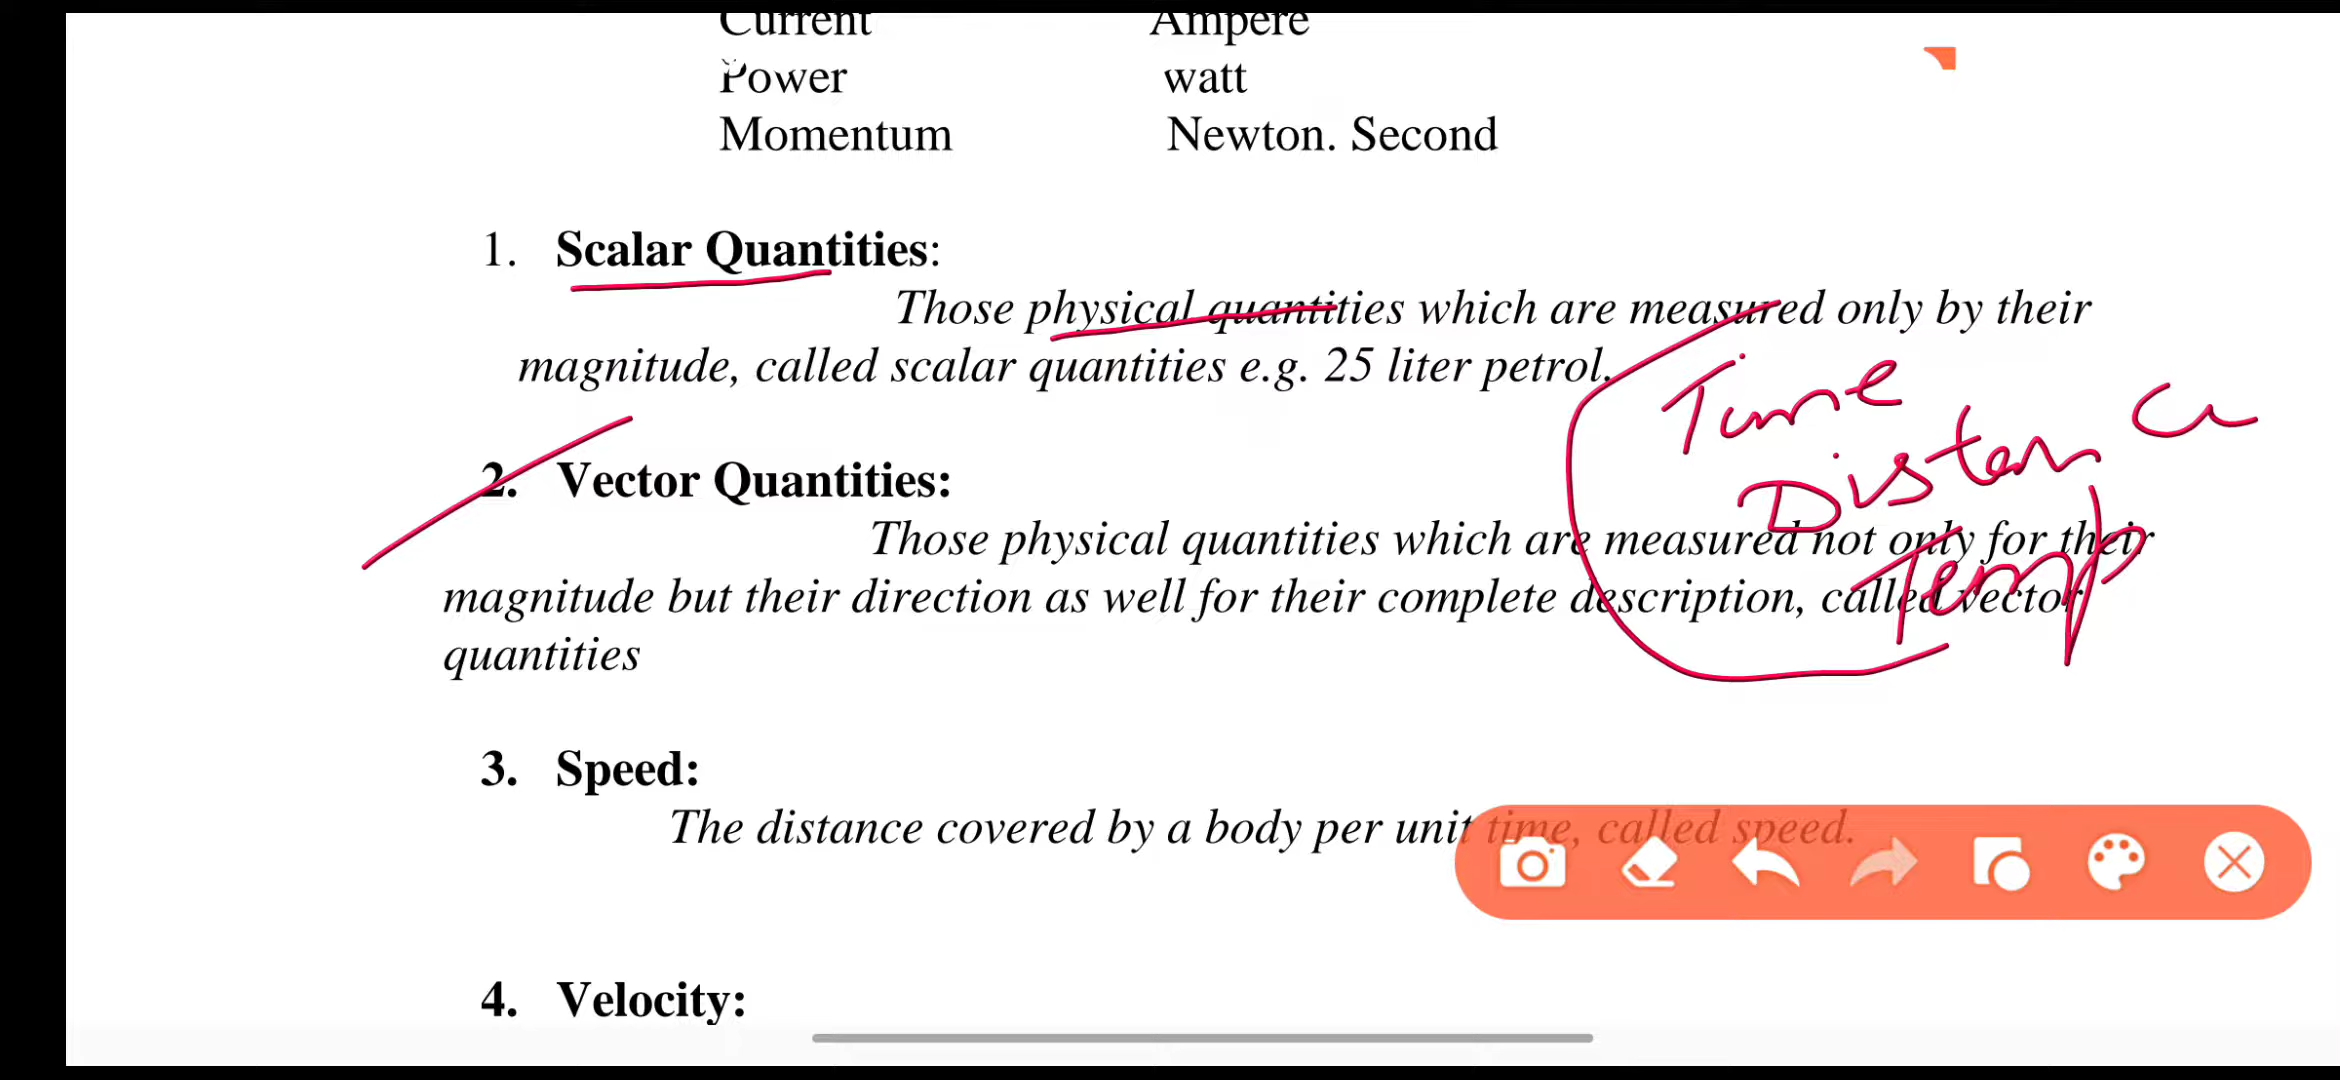 Current Ampere
Power watt
Momentum Newton. Second
1. Scalar Quantities:
Those physical quantities which are measured only by their
magnitude, called scalar quantities e.g. 25 liter petrol.
Time
Distance
Temp
2. Vector Quantities:
Those physical quantities which are measured not only for their
magnitude but their direction as well for their complete description, called vector
quantities
3. Speed:
The distance covered by a body per unit time, called speed.
4. Velocity: